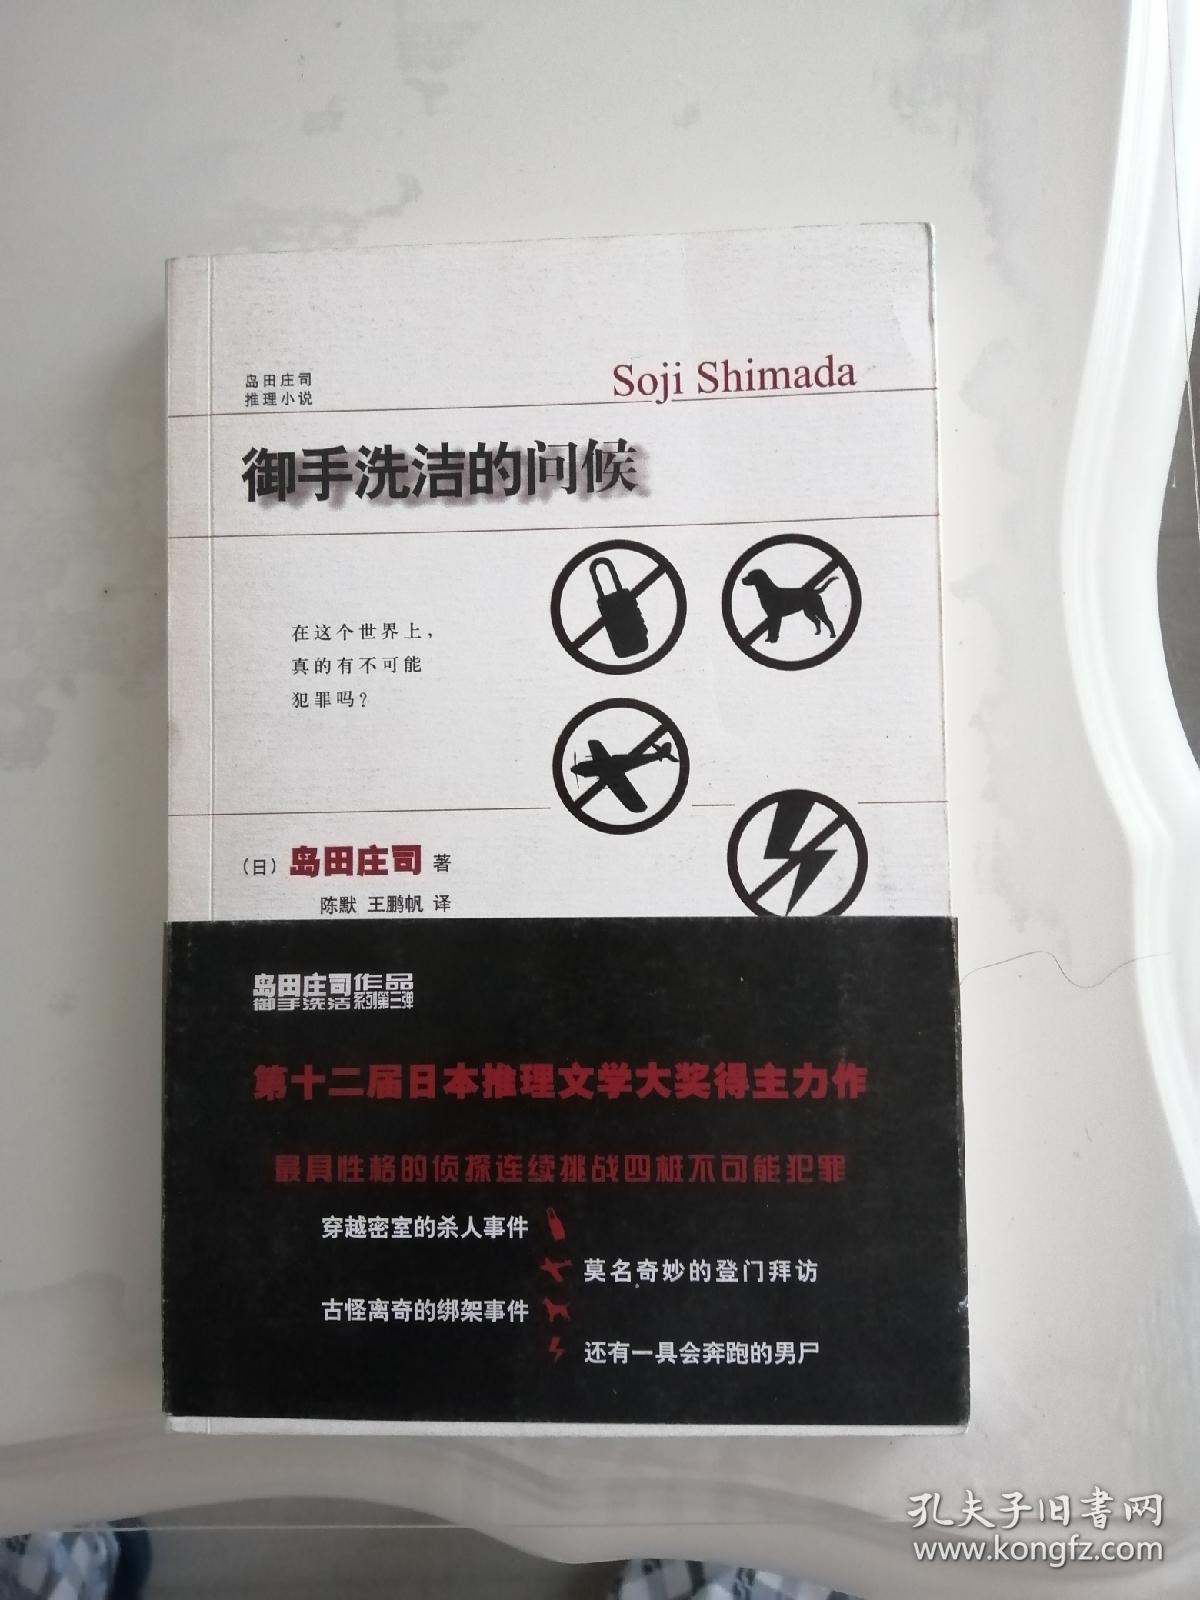 岛田庄司
推理小说
Soji Shimada
御手洗洁的问候
在这个世界上，
真的有不可能
犯罪吗？
（日）岛田庄司 著
陈默 王鹏帆 译
岛田庄司作品
御手洗洁系列第三弹
第十二届日本推理文学大奖得主力作
最具性格的侦探连续挑战四桩不可能犯罪
穿越密室的杀人事件
莫名奇妙的登门拜访
古怪离奇的绑架事件
还有一具会奔跑的男尸
孔夫子旧书网
www.kongfz.com